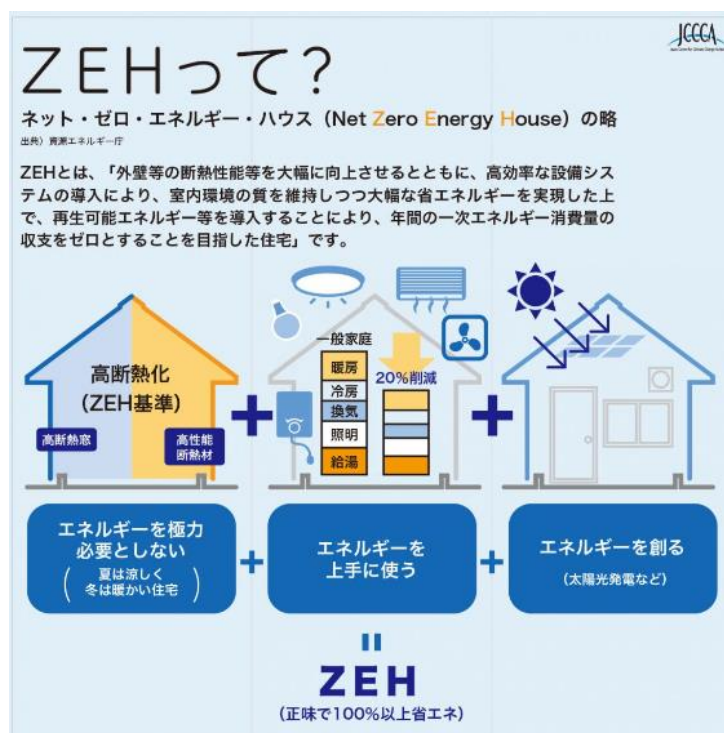 JCCCA
ZEHって?
ネット・ゼロ・エネルギー・ハウス（Net Zero Energy House）の略
出典）資源エネルギー庁
ZEHとは、「外壁等の断熱性能等を大幅に向上させるとともに、高効率な設備シス
テムの導入により、室内環境の質を維持しつつ大幅な省エネルギーを実現した上
で、再生可能エネルギー等を導入することにより、年間の一次エネルギー消費量の
収支をゼロとすることを目指した住宅」です。
高断熱化
(ZEH基準)
高断熱窓
高性能
断熱材
+
一般家庭
暖房
冷房
換気
照明
給湯
20%削減
+
エネルギーを極力
必要としない
（夏は涼しく
冬は暖かい住宅）
+
エネルギーを
上手に使う
+
エネルギーを創る
(太陽光発電など)
=
ZEH
(正味で100%以上省エネ)